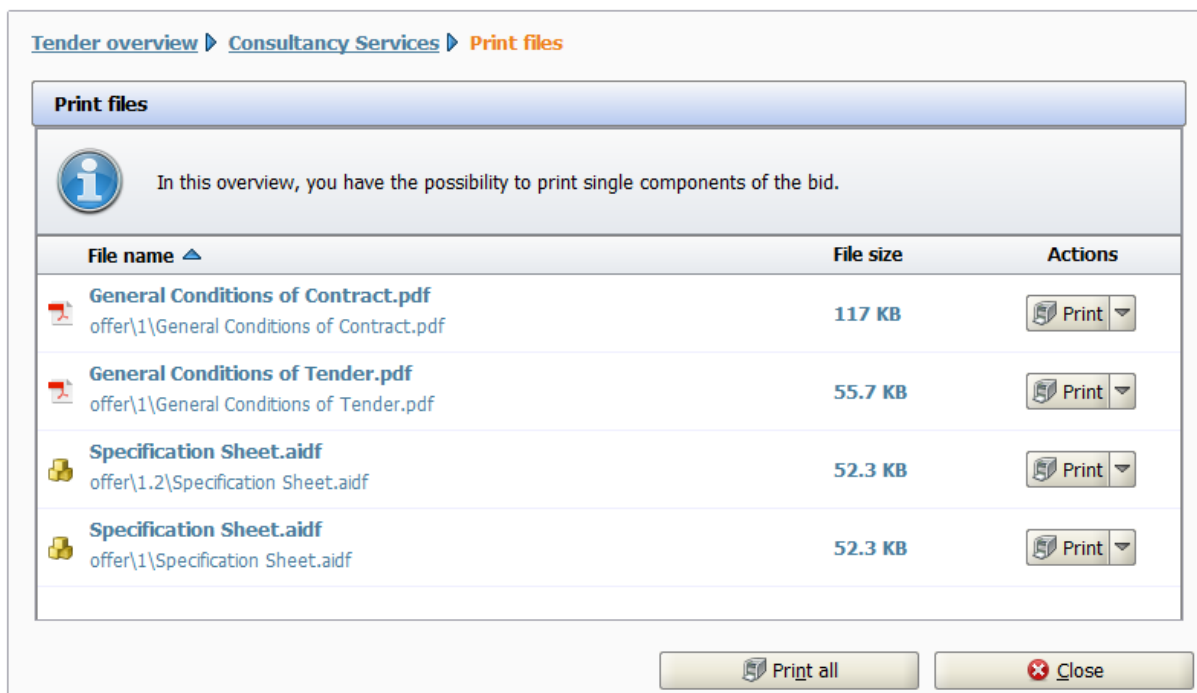 Tender overview Consultancy Services Print files
Print files
In this overview, you have the possibility to print single components of the bid.
File name File size Actions
General Conditions of Contract.pdf
offer\1\General Conditions of Contract.pdf
117 KB Print
General Conditions of Tender.pdf
offer\1\General Conditions of Tender.pdf
55.7 KB Print
Specification Sheet.aidf
offer\1.2\Specification Sheet.aidf
52.3 KB Print
Specification Sheet.aidf
offer\1\Specification Sheet.aidf
52.3 KB Print
Print all Close